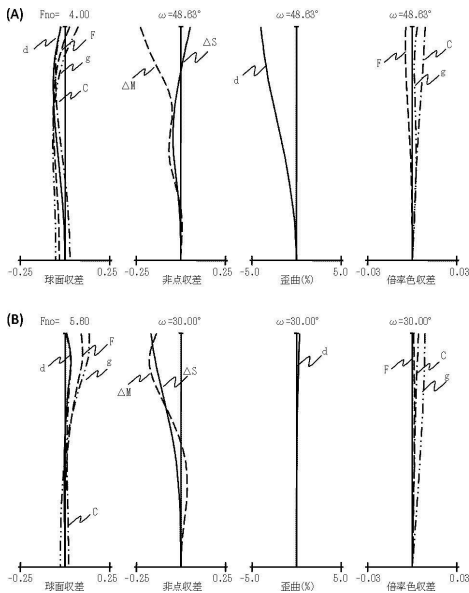 (A)
Fno= 4.00
ω=48.63°
ω=48.63°
ω=48.63°
d
F
g
C
△M
△S
d
F
C
g
-0.25 0.25
球面収差
-0.25 0.25
非点収差
-5.0 5.0
歪曲(%)
-0.03 0.03
倍率色収差
(B)
Fno= 5.60
ω=30.00°
ω=30.00°
ω=30.00°
d
F
g
C
△M
△S
d
F
C
g
-0.25 0.25
球面収差
-0.25 0.25
非点収差
-5.0 5.0
歪曲(%)
-0.03 0.03
倍率色収差